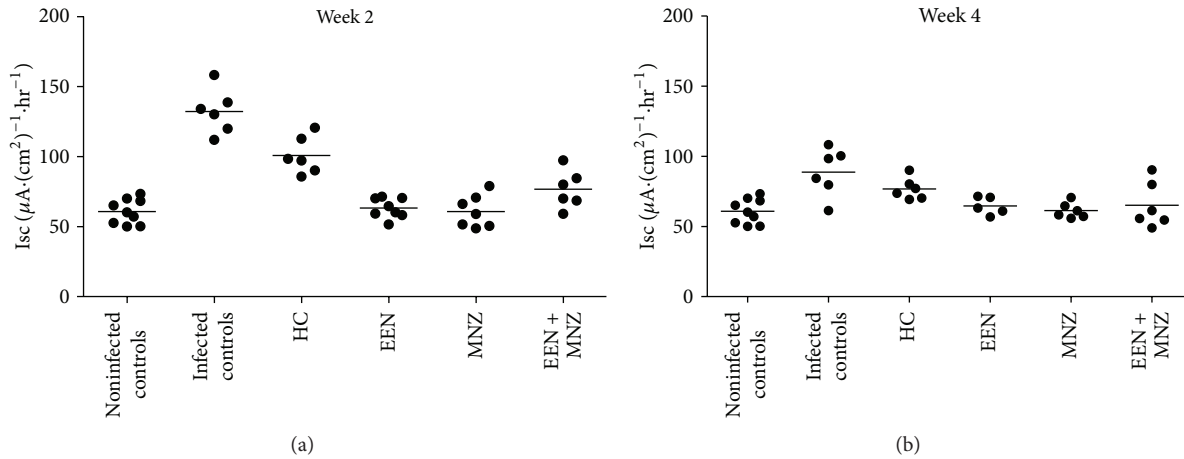 Week 2
Isc (μA·(cm²)⁻¹·hr⁻¹)
200
150
100
50
0
Noninfected
controls
Infected
controls
HC
EEN
MNZ
EEN +
MNZ
(a)
Week 4
Isc (μA·(cm²)⁻¹·hr⁻¹)
200
150
100
50
0
Noninfected
controls
Infected
controls
HC
EEN
MNZ
EEN +
MNZ
(b)